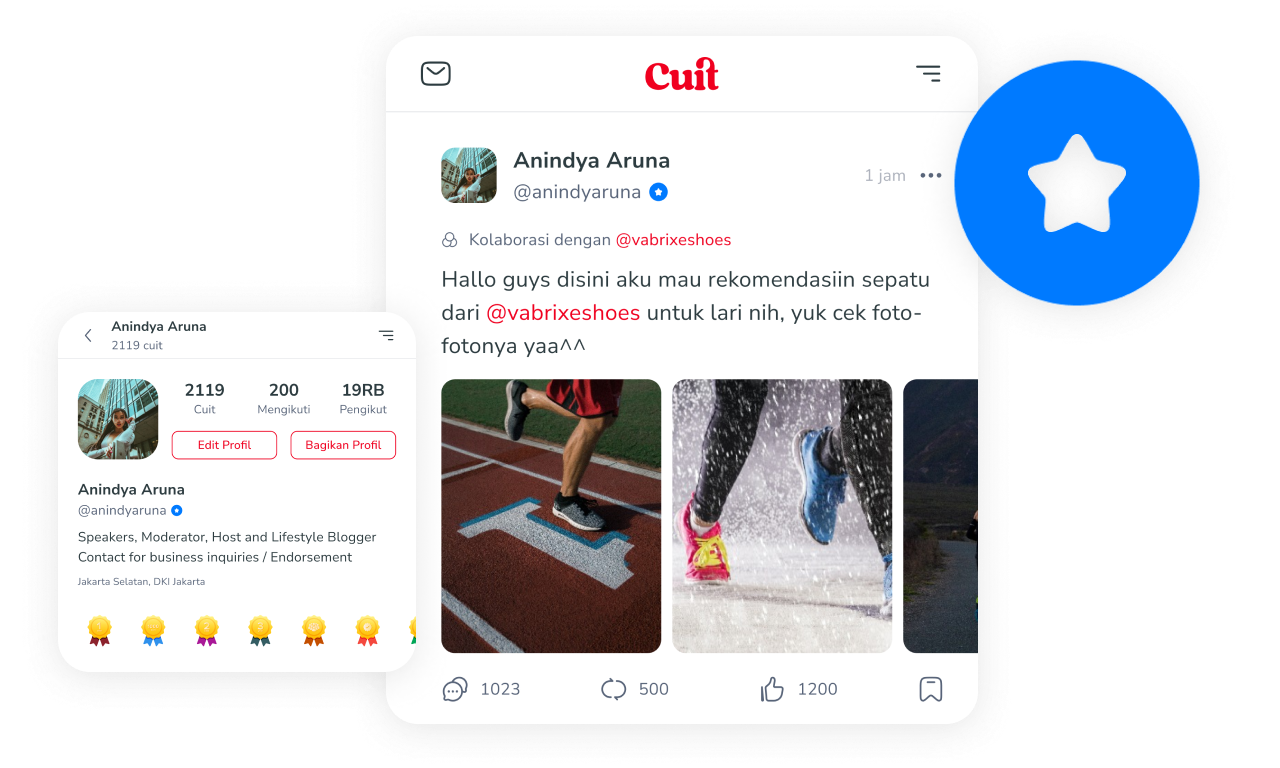 Cuit
Anindya Aruna
@anindyaruna
1 jam
Kolaborasi dengan @vabrixeshoes
Hallo guys disini aku mau rekomendasiin sepatu
dari @vabrixeshoes untuk lari nih, yuk cek foto-
fotonya yaa^^
1023
500
1200
Anindya Aruna
2119 cuit
2119
200
19RB
Cuit
Mengikuti
Pengikut
Edit Profil
Bagikan Profil
Anindya Aruna
@anindyaruna
Speakers, Moderator, Host and Lifestyle Blogger
Contact for business inquiries / Endorsement
Jakarta Selatan, DKI Jakarta